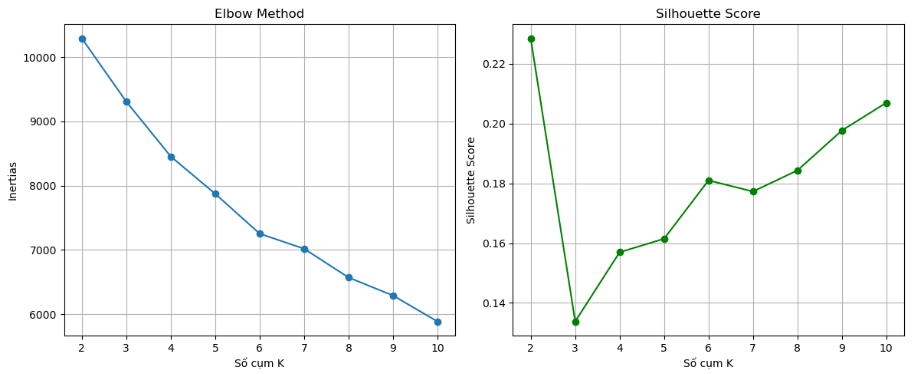 Elbow Method
Inertias
10000
9000
8000
7000
6000
2 3 4 5 6 7 8 9 10
Số cụm K
Silhouette Score
Silhouette Score
0.22
0.20
0.18
0.16
0.14
2 3 4 5 6 7 8 9 10
Số cụm K